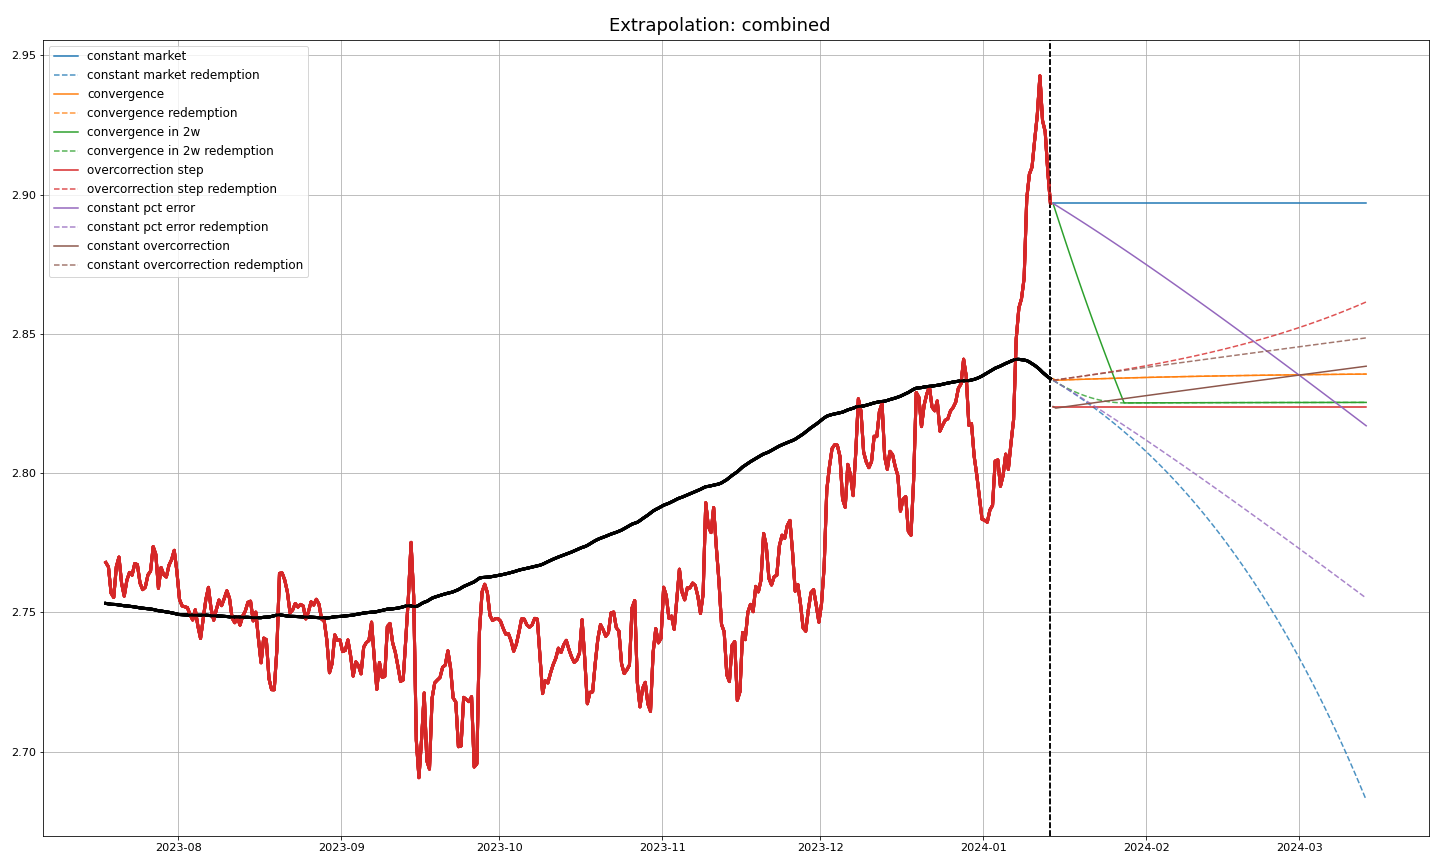 Extrapolation: combined
2.95
2.90
2.85
2.80
2.75
2.70
constant market
constant market redemption
convergence
convergence redemption
convergence in 2w
convergence in 2w redemption
overcorrection step
overcorrection step redemption
constant pct error
constant pct error redemption
constant overcorrection
constant overcorrection redemption
2023-08 2023-09 2023-10 2023-11 2023-12 2024-01 2024-02 2024-03